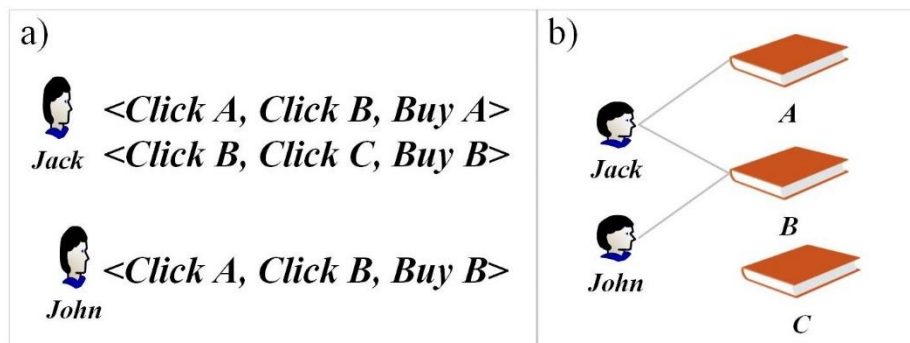 a)
<Click A, Click B, Buy A>
Jack
<Click B, Click C, Buy B>
<Click A, Click B, Buy B>
John
b)
A
Jack
B
John
C